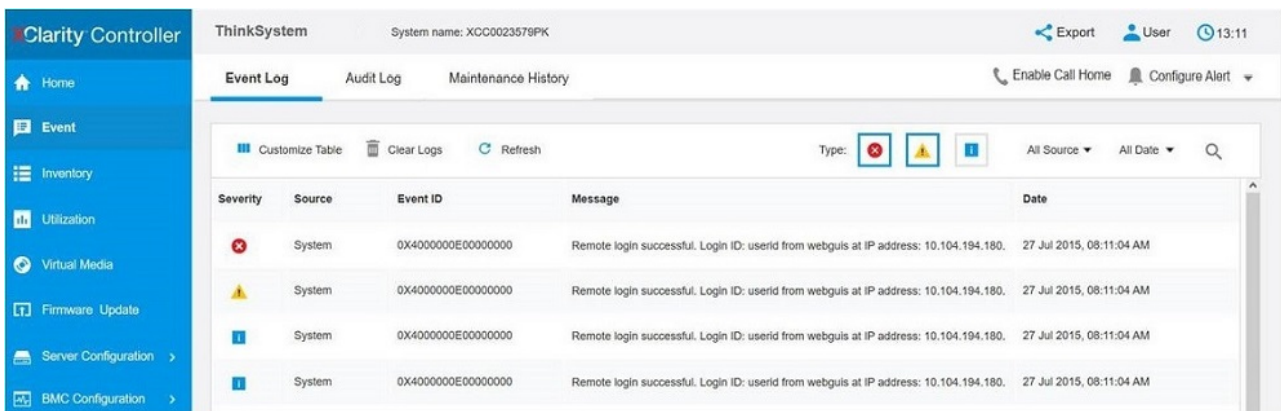 XClarity Controller
ThinkSystem
System name: XCC0023579PK
Export
User
13:11
Home
Event
Inventory
Utilization
Virtual Media
Firmware Update
Server Configuration
BMC Configuration
Event Log
Audit Log
Maintenance History
Enable Call Home
Configure Alert
Customize Table
Clear Logs
Refresh
Type:
All Source
All Date
Severity Source Event ID Message Date
System 0X4000000E00000000 Remote login successful. Login ID: userid from webguis at IP address: 10.104.194.180. 27 Jul 2015, 08:11:04 AM
System 0X4000000E00000000 Remote login successful. Login ID: userid from webguis at IP address: 10.104.194.180. 27 Jul 2015, 08:11:04 AM
System 0X4000000E00000000 Remote login successful. Login ID: userid from webguis at IP address: 10.104.194.180. 27 Jul 2015, 08:11:04 AM
System 0X4000000E00000000 Remote login successful. Login ID: userid from webguis at IP address: 10.104.194.180. 27 Jul 2015, 08:11:04 AM